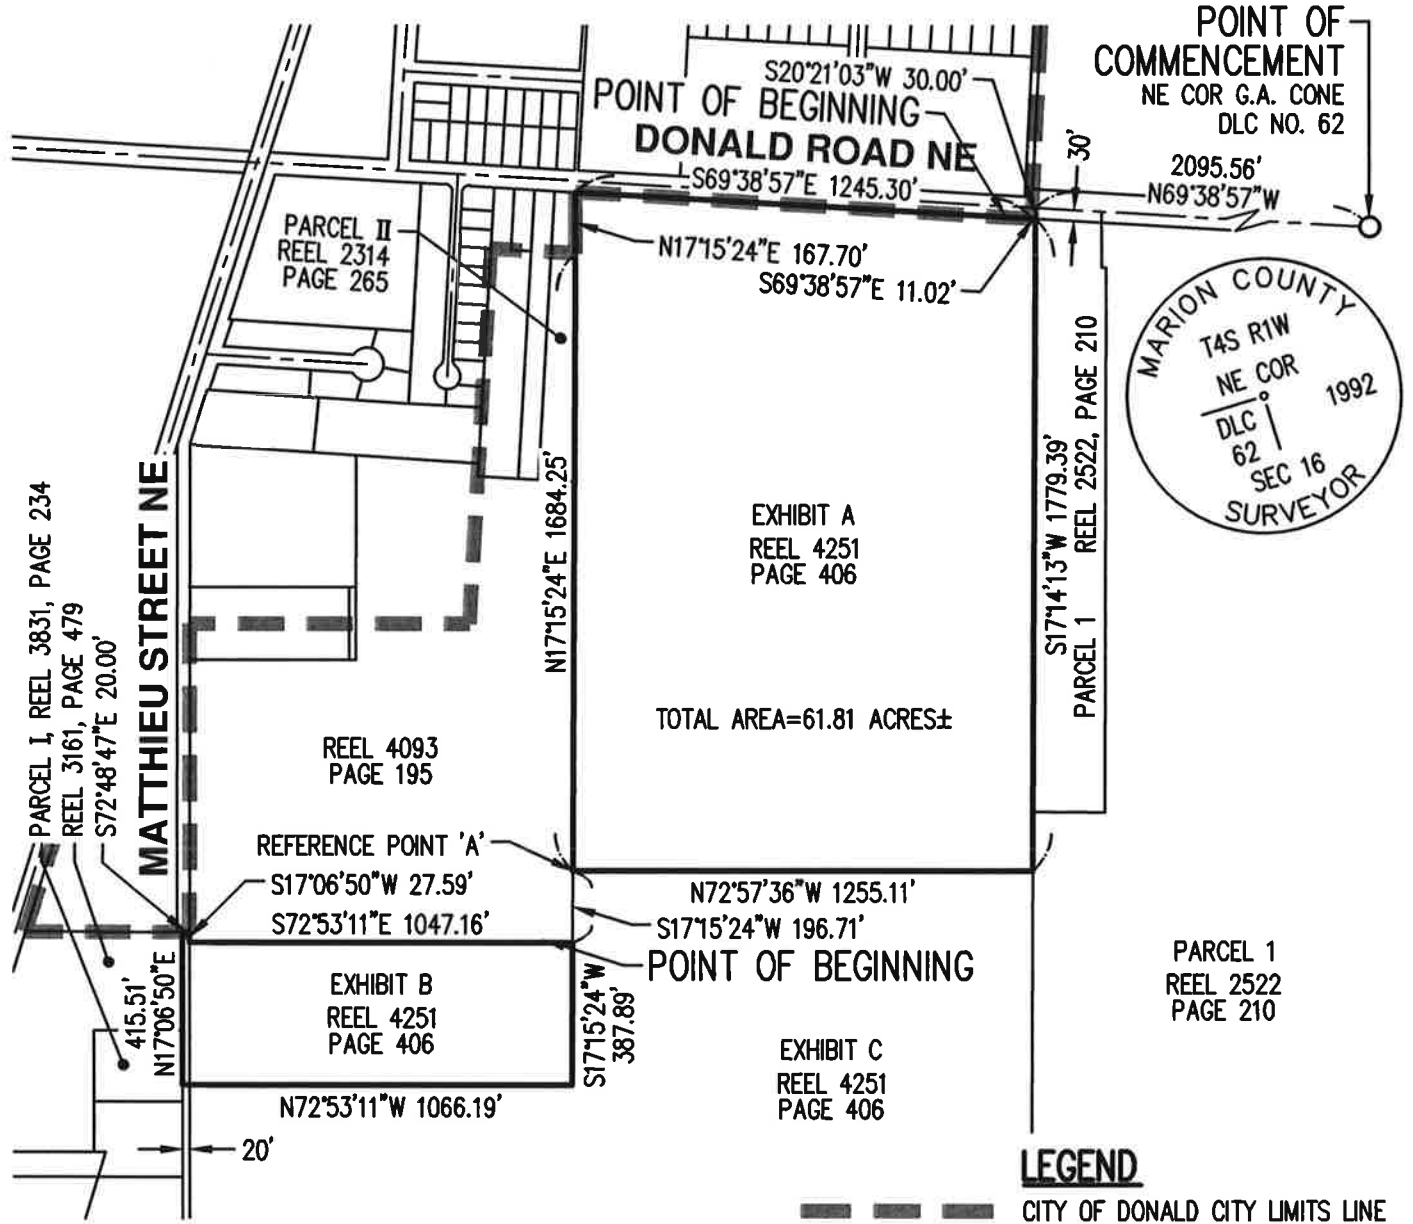 POINT OF
COMMENCEMENT
NE COR G.A. CONE
DLC NO. 62
S20°21'03"W 30.00'
POINT OF BEGINNING
DONALD ROAD NE
S69°38'57"E 1245.30'
30'
2095.56'
N69°38'57"W
PARCEL II
REEL 2314
PAGE 265
N17°15'24"E 167.70'
S69°38'57"E 11.02'
MARION COUNTY
T4S R1W
NE COR
DLC
62
1992
SEC 16
SURVEYOR
PARCEL 1 REEL 2522, PAGE 210
S17°14'13"W 1779.39'
N17°15'24"E 1684.25'
EXHIBIT A
REEL 4251
PAGE 406
TOTAL AREA=61.81 ACRES±
MATTHIEU STREET NE
PARCEL I, REEL 3831, PAGE 234
REEL 3161, PAGE 479
S72°48'47"E 20.00'
REEL 4093
PAGE 195
REFERENCE POINT 'A'
S17°06'50"W 27.59'
S72°53'11"E 1047.16'
N72°57'36"W 1255.11'
S17°15'24"W 196.71'
POINT OF BEGINNING
415.51'
N17°06'50"E
EXHIBIT B
REEL 4251
PAGE 406
S17°15'24"W
387.89'
N72°53'11"W 1066.19'
20'
EXHIBIT C
REEL 4251
PAGE 406
PARCEL 1
REEL 2522
PAGE 210
LEGEND
CITY OF DONALD CITY LIMITS LINE